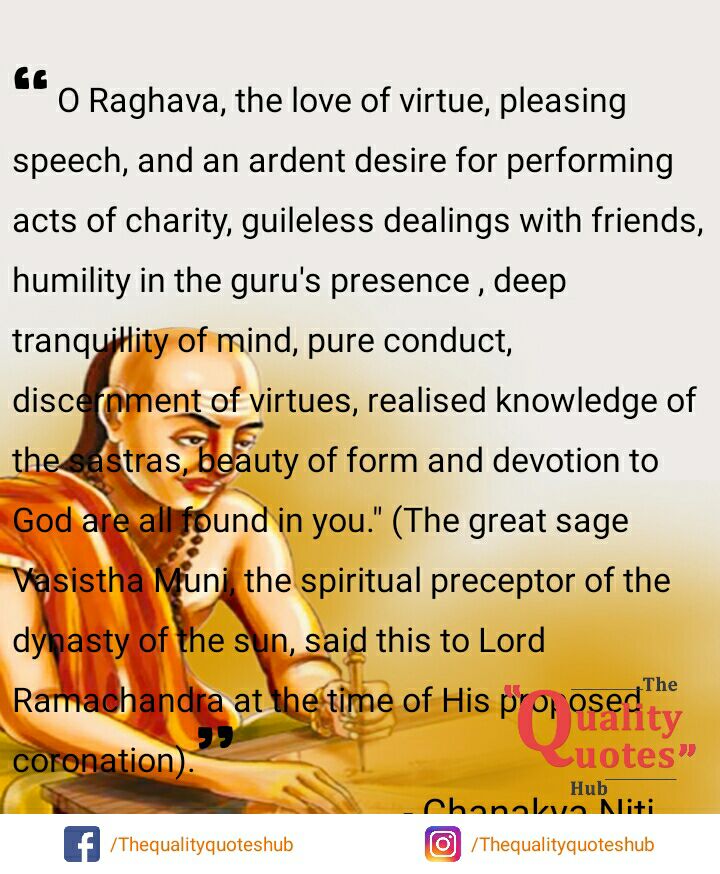 “ O Raghava, the love of virtue, pleasing
speech, and an ardent desire for performing
acts of charity, guileless dealings with friends,
humility in the guru's presence , deep
tranquillity of mind, pure conduct,
discernment of virtues, realised knowledge of
the sastras, beauty of form and devotion to
God are all found in you." (The great sage
Vasistha Muni, the spiritual preceptor of the
dynasty of the sun, said this to Lord
Ramachandra at the time of His proposed
coronation). ”
- Chanakya Niti
“The
Quality
Quotes”
Hub
/Thequalityquoteshub
/Thequalityquoteshub